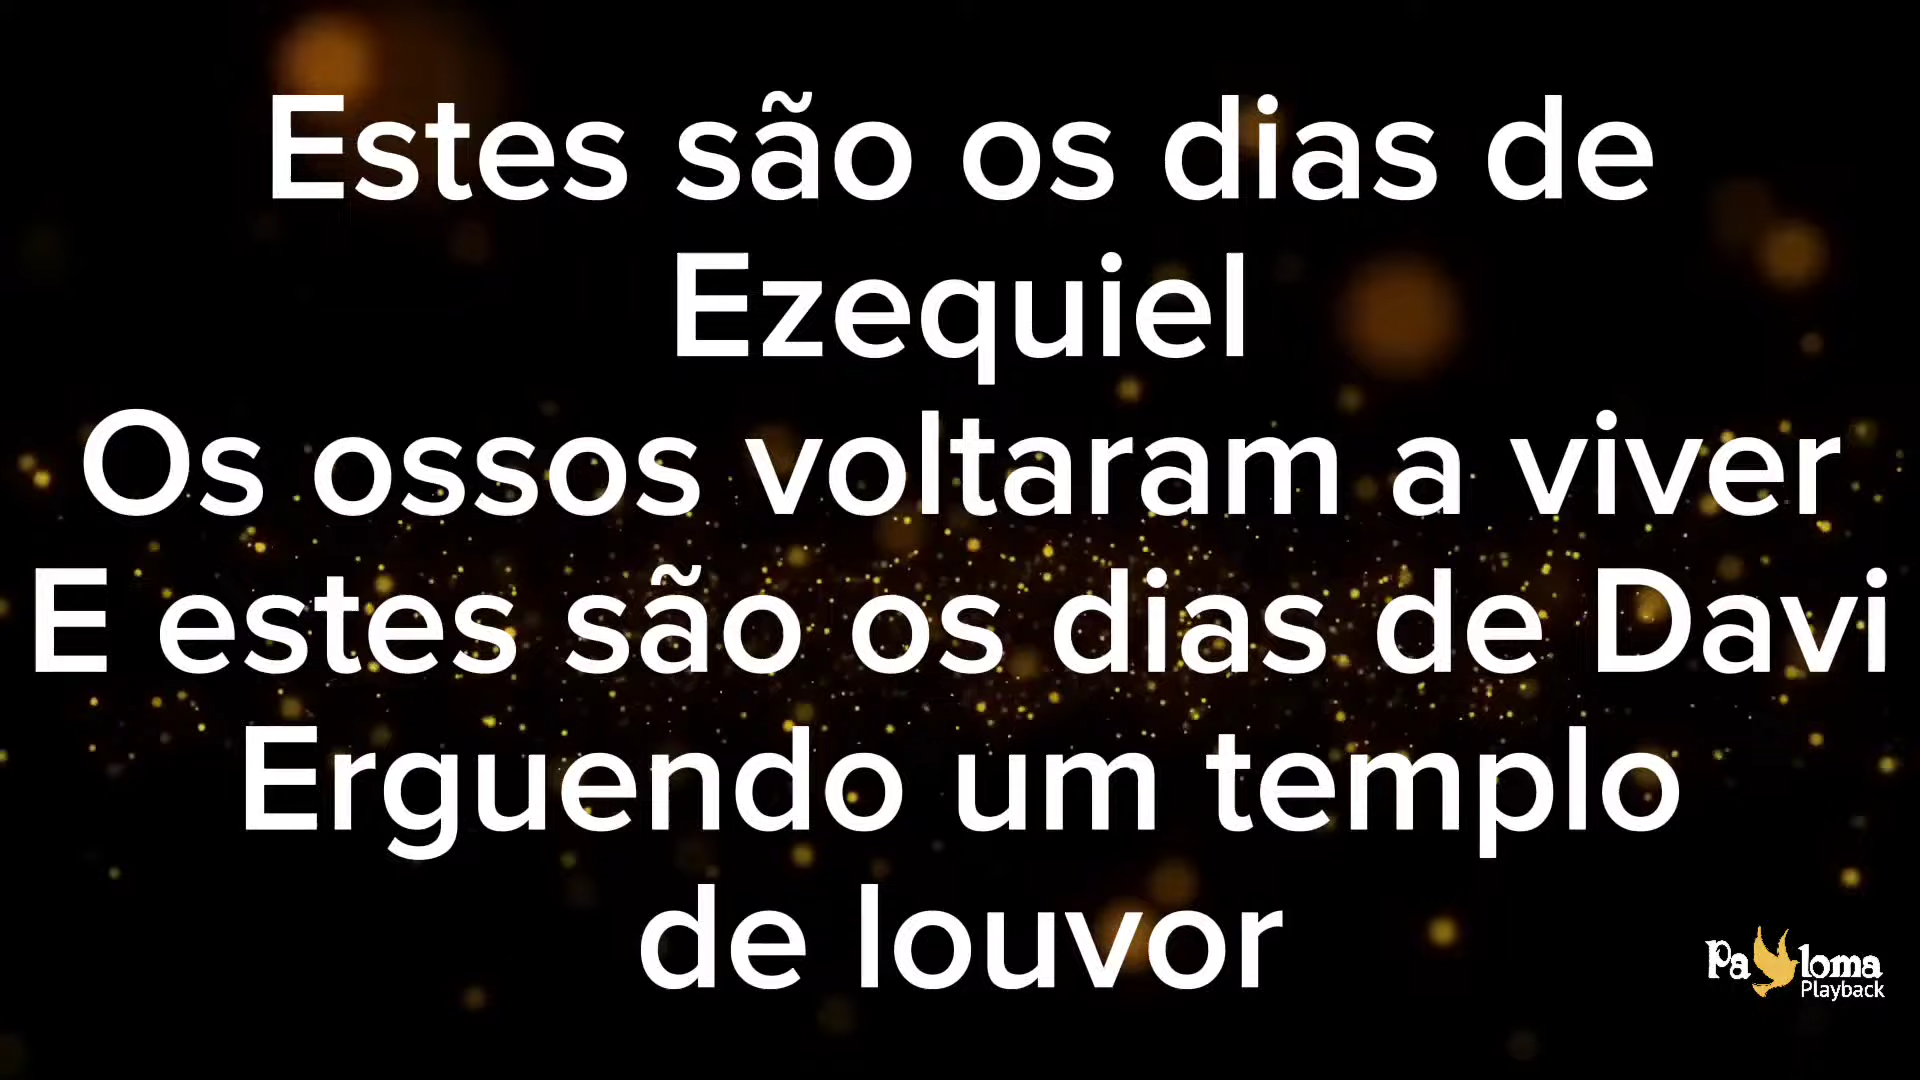 Estes são os dias de
Ezequiel
Os ossos voltaram a viver
E estes são os dias de Davi
Erguendo um templo
de louvor
Paloma
Playback